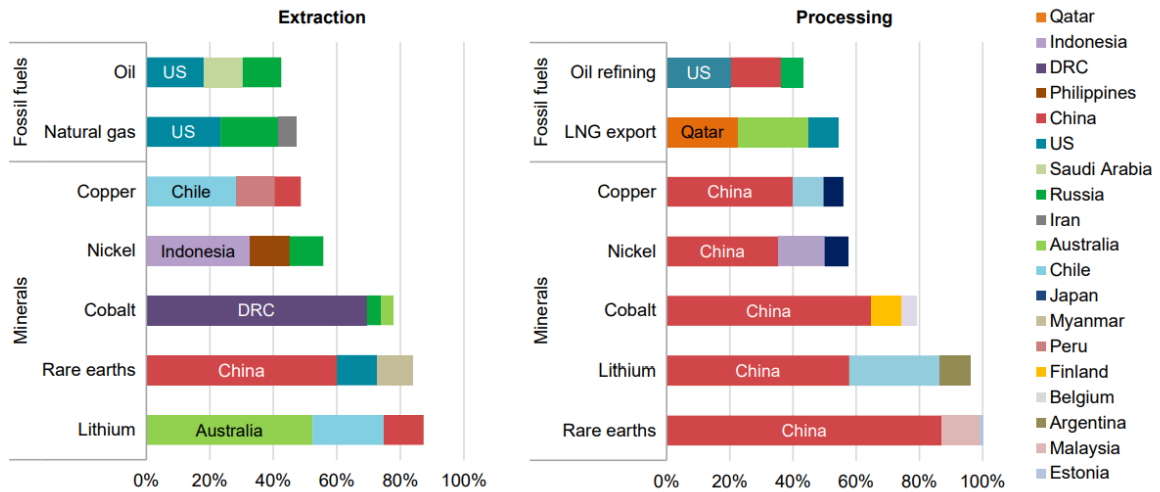 Extraction
Fossil fuels
Oil
US
Natural gas
US
Minerals
Copper
Chile
Nickel
Indonesia
Cobalt
DRC
Rare earths
China
Lithium
Australia
0% 20% 40% 60% 80% 100%
Processing
Fossil fuels
Oil refining
US
LNG export
Qatar
Minerals
Copper
China
Nickel
China
Cobalt
China
Lithium
China
Rare earths
China
0% 20% 40% 60% 80% 100%
Qatar
Indonesia
DRC
Philippines
China
US
Saudi Arabia
Russia
Iran
Australia
Chile
Japan
Myanmar
Peru
Finland
Belgium
Argentina
Malaysia
Estonia